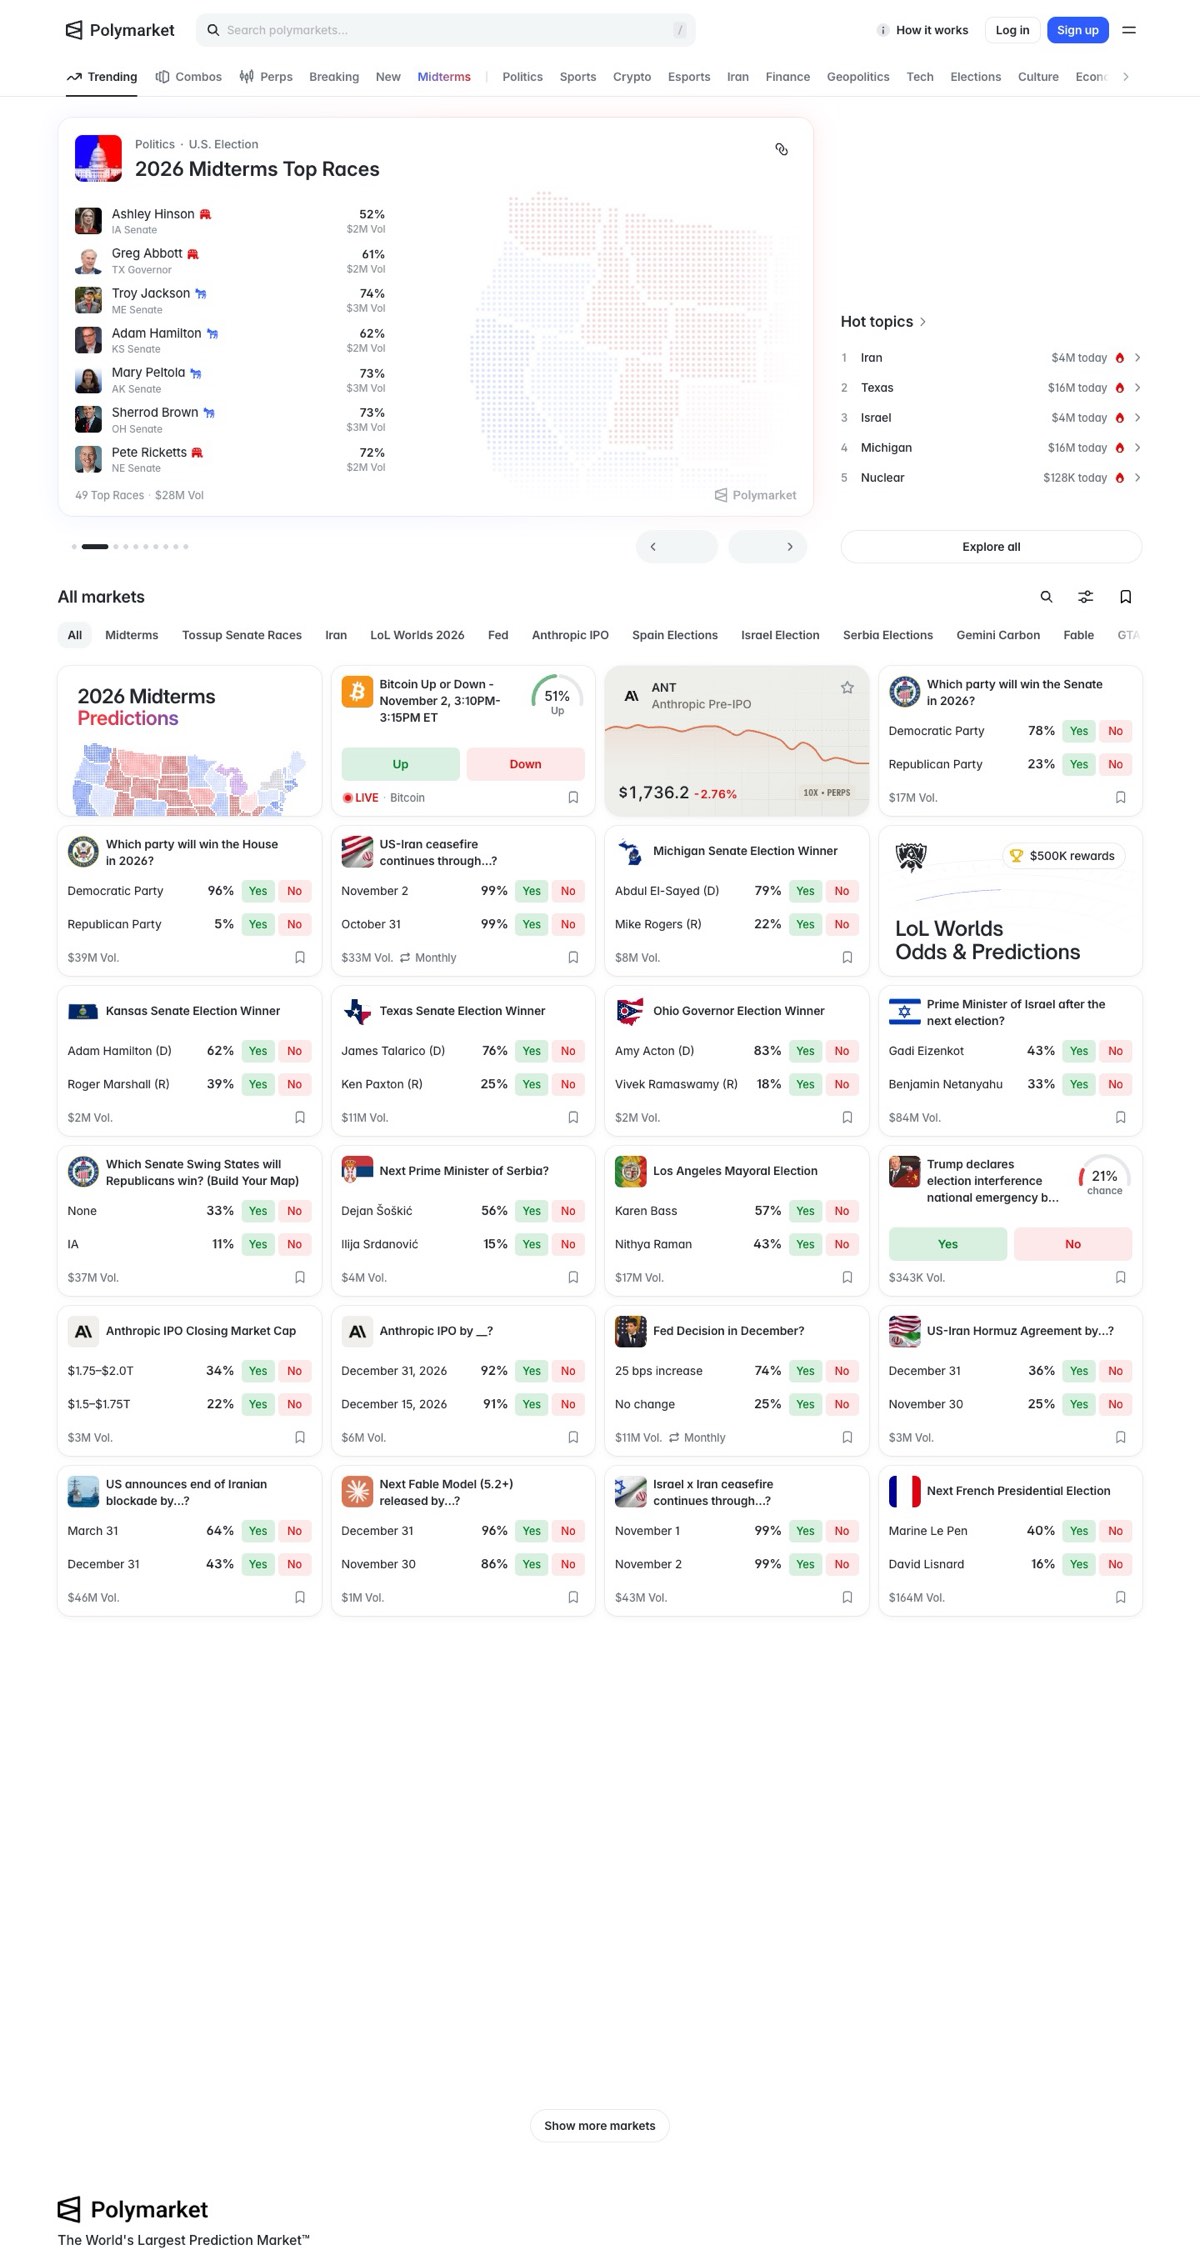 Polymarket
Search polymarkets...
/
How it works
Log in
Sign up
Trending
Combos
Perps
Breaking
New
Midterms
Politics
Sports
Crypto
Esports
Iran
Finance
Geopolitics
Tech
Elections
Culture
Econc
Politics · U.S. Election
2026 Midterms Top Races
Ashley Hinson
52%
IA Senate
$2M Vol
Greg Abbott
61%
TX Governor
$2M Vol
Troy Jackson
74%
ME Senate
$3M Vol
Adam Hamilton
62%
KS Senate
$2M Vol
Mary Peltola
73%
AK Senate
$3M Vol
Sherrod Brown
73%
OH Senate
$3M Vol
Pete Ricketts
72%
NE Senate
$2M Vol
49 Top Races · $28M Vol
Polymarket
Hot topics
1 Iran $4M today
2 Texas $16M today
3 Israel $4M today
4 Michigan $16M today
5 Nuclear $128K today
Explore all
All markets
All
Midterms
Tossup Senate Races
Iran
LoL Worlds 2026
Fed
Anthropic IPO
Spain Elections
Israel Election
Serbia Elections
Gemini Carbon
Fable
GTA
2026 Midterms
Predictions
Bitcoin Up or Down -
November 2, 3:10PM-
3:15PM ET
51%
Up
Up
Down
LIVE · Bitcoin
ANT
Anthropic Pre-IPO
$1,736.2 -2.76%
10X • PERPS
Which party will win the Senate
in 2026?
Democratic Party 78% Yes No
Republican Party 23% Yes No
$17M Vol.
Which party will win the House
in 2026?
Democratic Party 96% Yes No
Republican Party 5% Yes No
$39M Vol.
US-Iran ceasefire
continues through...?
November 2 99% Yes No
October 31 99% Yes No
$33M Vol. Monthly
Michigan Senate Election Winner
Abdul El-Sayed (D) 79% Yes No
Mike Rogers (R) 22% Yes No
$8M Vol.
$500K rewards
LoL Worlds
Odds & Predictions
Kansas Senate Election Winner
Adam Hamilton (D) 62% Yes No
Roger Marshall (R) 39% Yes No
$2M Vol.
Texas Senate Election Winner
James Talarico (D) 76% Yes No
Ken Paxton (R) 25% Yes No
$11M Vol.
Ohio Governor Election Winner
Amy Acton (D) 83% Yes No
Vivek Ramaswamy (R) 18% Yes No
$2M Vol.
Prime Minister of Israel after the
next election?
Gadi Eizenkot 43% Yes No
Benjamin Netanyahu 33% Yes No
$84M Vol.
Which Senate Swing States will
Republicans win? (Build Your Map)
None 33% Yes No
IA 11% Yes No
$37M Vol.
Next Prime Minister of Serbia?
Dejan Šoškić 56% Yes No
Ilija Srdanović 15% Yes No
$4M Vol.
Los Angeles Mayoral Election
Karen Bass 57% Yes No
Nithya Raman 43% Yes No
$17M Vol.
Trump declares
election interference
national emergency b...
21%
chance
Yes
No
$343K Vol.
Anthropic IPO Closing Market Cap
$1.75–$2.0T 34% Yes No
$1.5–$1.75T 22% Yes No
$3M Vol.
Anthropic IPO by __?
December 31, 2026 92% Yes No
December 15, 2026 91% Yes No
$6M Vol.
Fed Decision in December?
25 bps increase 74% Yes No
No change 25% Yes No
$11M Vol. Monthly
US-Iran Hormuz Agreement by...?
December 31 36% Yes No
November 30 25% Yes No
$3M Vol.
US announces end of Iranian
blockade by...?
March 31 64% Yes No
December 31 43% Yes No
$46M Vol.
Next Fable Model (5.2+)
released by...?
December 31 96% Yes No
November 30 86% Yes No
$1M Vol.
Israel x Iran ceasefire
continues through...?
November 1 99% Yes No
November 2 99% Yes No
$43M Vol.
Next French Presidential Election
Marine Le Pen 40% Yes No
David Lisnard 16% Yes No
$164M Vol.
Show more markets
Polymarket
The World's Largest Prediction Market™